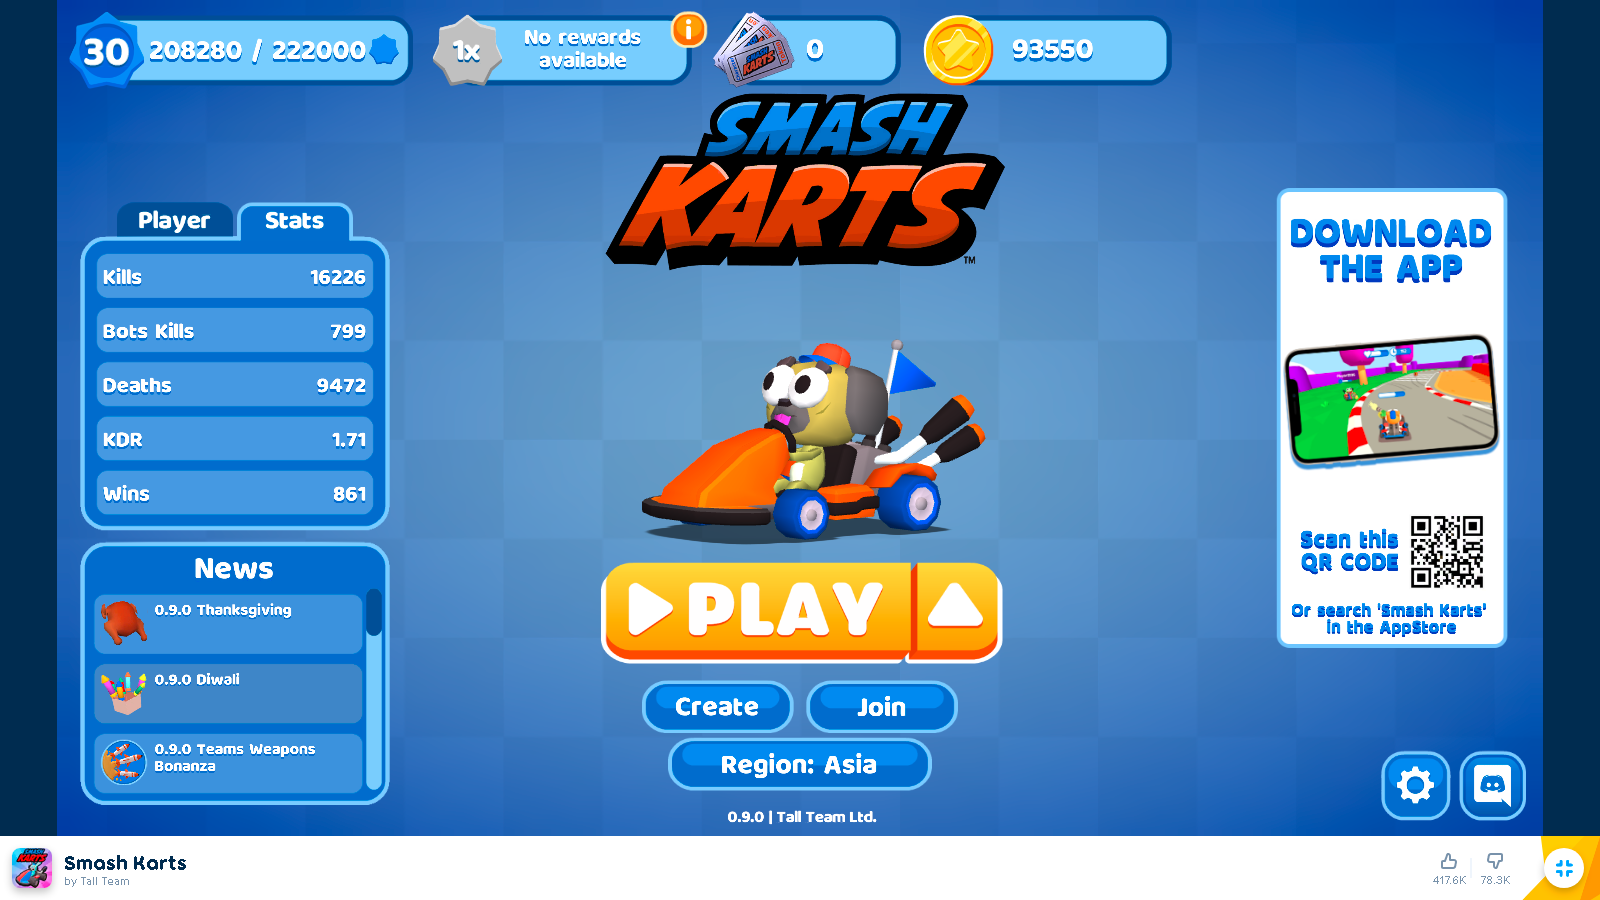 30
208280 / 222000
1x
No rewards
available
i
0
93550
SMASH
KARTS
TM
Player
Stats
Kills 16226
Bots Kills 799
Deaths 9472
KDR 1.71
Wins 861
News
0.9.0 Thanksgiving
0.9.0 Diwali
0.9.0 Teams Weapons
Bonanza
PLAY
Create
Join
Region: Asia
0.9.0 | Tall Team Ltd.
DOWNLOAD
THE APP
Scan this
QR CODE
Or search 'Smash Karts'
in the AppStore
Smash Karts
by Tall Team
417.6K
78.3K